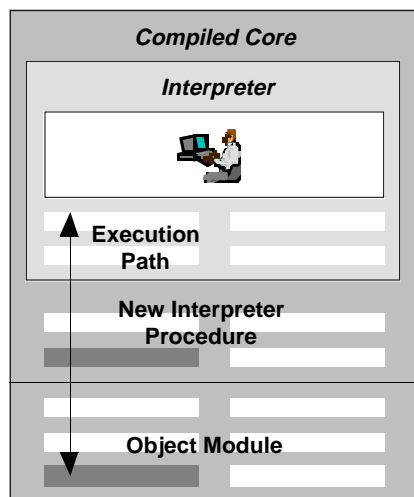 Compiled Core
Interpreter
Execution
Path
New Interpreter
Procedure
Object Module